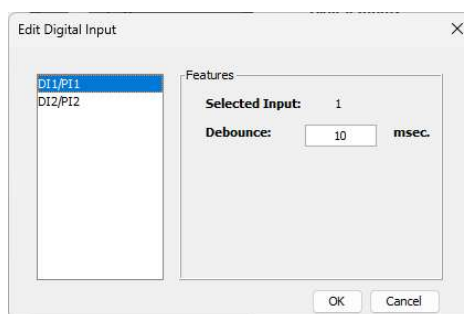 Edit Digital Input
DI1/PI1
DI2/PI2
Features
Selected Input: 1
Debounce: 10 msec.
OK Cancel